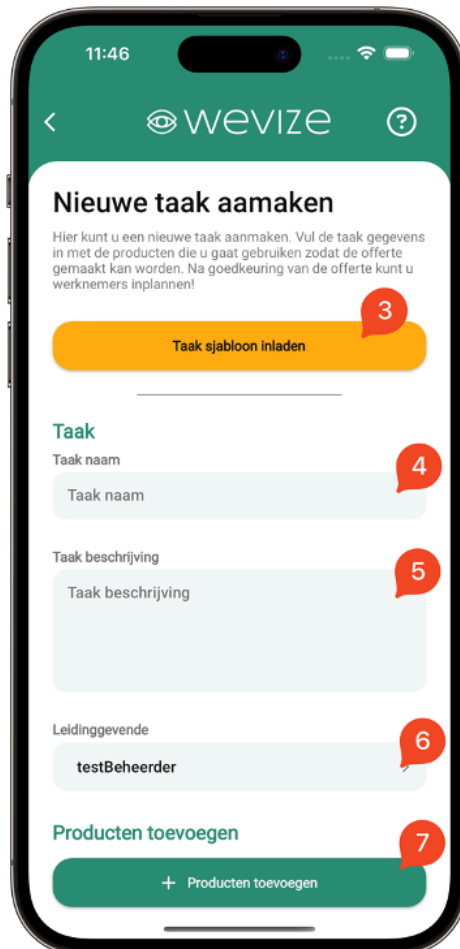 11:46
wevize
?
Nieuwe taak aamaken
Hier kunt u een nieuwe taak aanmaken. Vul de taak gegevens
in met de producten die u gaat gebruiken zodat de offerte
gemaakt kan worden. Na goedkeuring van de offerte kunt u
werknemers inplannen!
3
Taak sjabloon inladen
Taak
Taak naam
4
Taak naam
Taak beschrijving
5
Taak beschrijving
Leidinggevende
6
testBeheerder
Producten toevoegen
7
+ Producten toevoegen